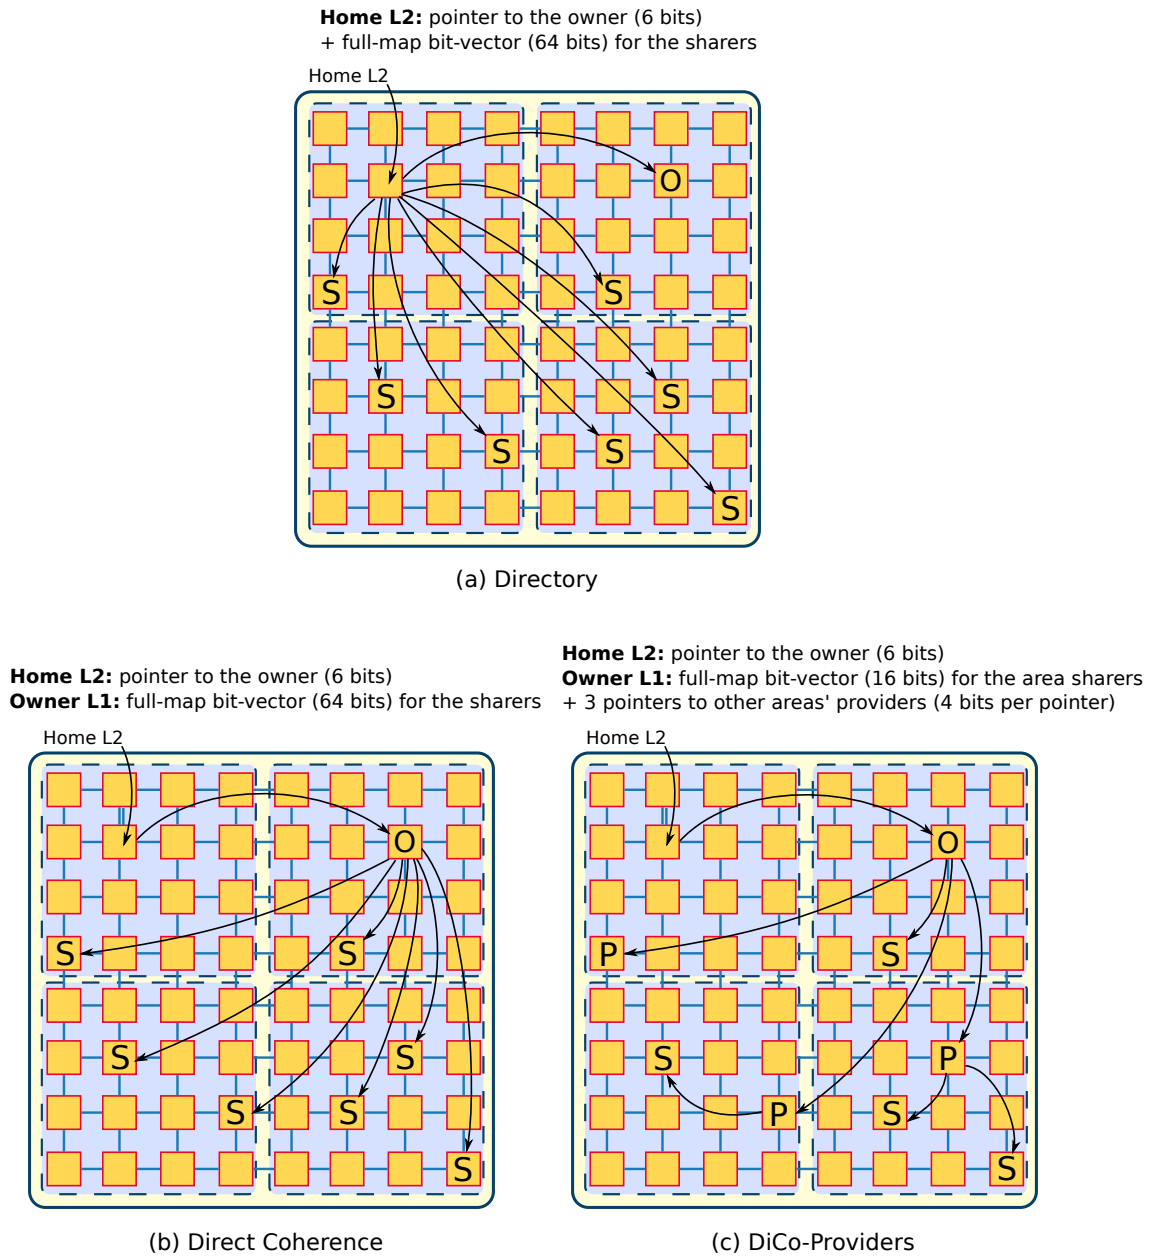 Home L2: pointer to the owner (6 bits)
+ full-map bit-vector (64 bits) for the sharers
Home L2
O
S S
S S
S S
S
(a) Directory
Home L2: pointer to the owner (6 bits)
Owner L1: full-map bit-vector (64 bits) for the sharers
Home L2
O
S S
S S
S S
S
(b) Direct Coherence
Home L2: pointer to the owner (6 bits)
Owner L1: full-map bit-vector (16 bits) for the area sharers
+ 3 pointers to other areas' providers (4 bits per pointer)
Home L2
O
P S
S P
P S
S
(c) DiCo-Providers